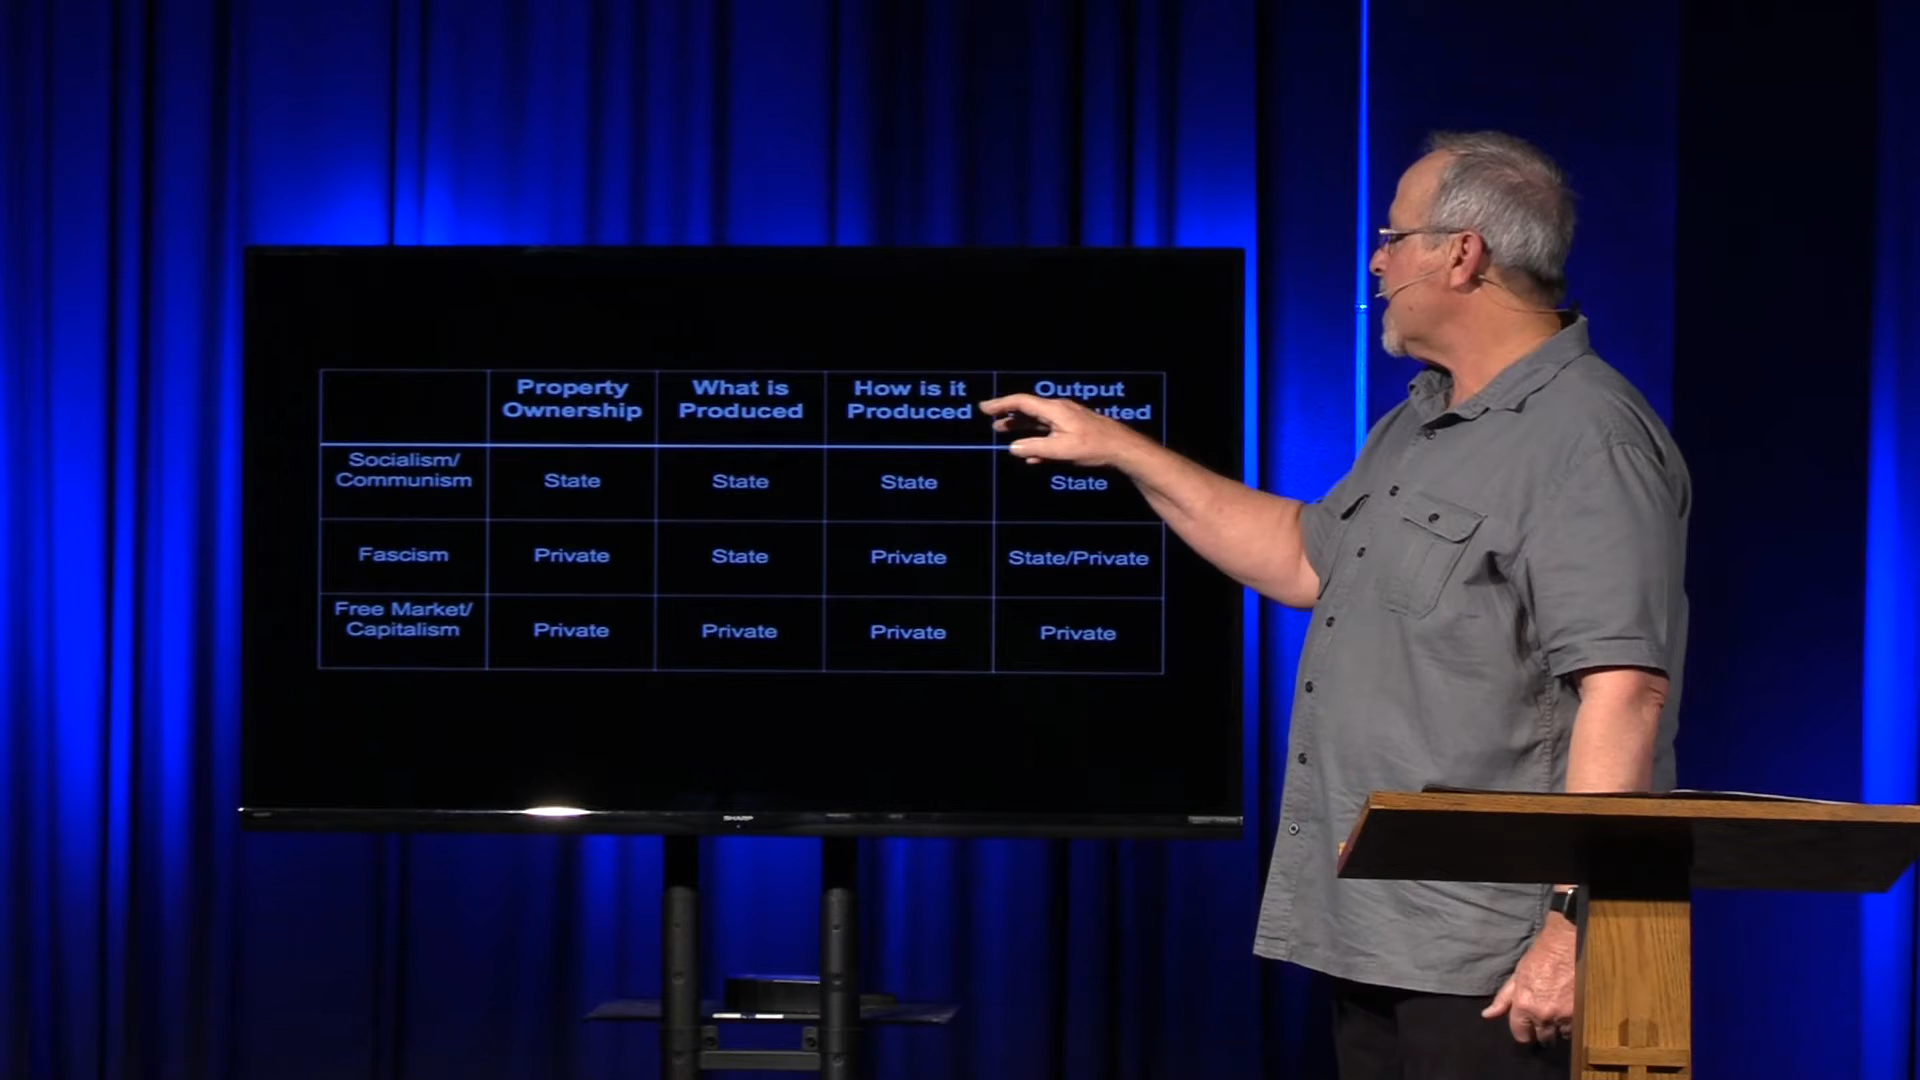 Property
Ownership
What is
Produced
How is it
Produced
Output
Socialism/
Communism
State
State
State
State
Fascism
Private
State
Private
State/Private
Free Market/
Capitalism
Private
Private
Private
Private
SHARP